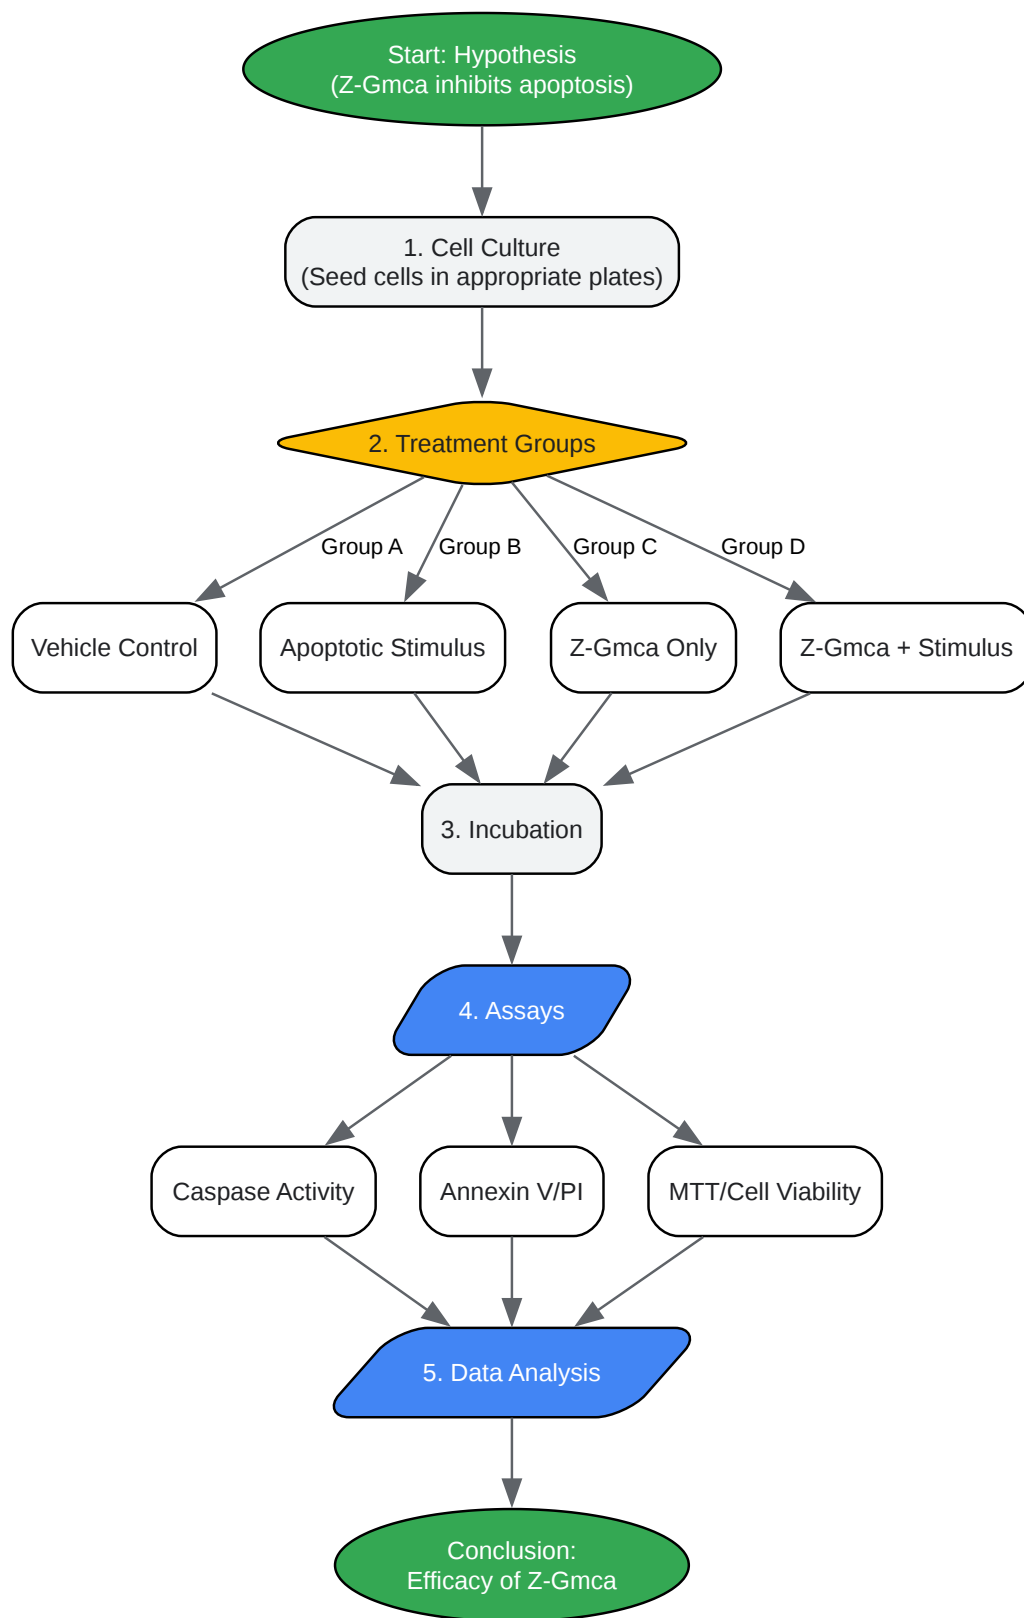 Start: Hypothesis
(Z-Gmca inhibits apoptosis)
1. Cell Culture
(Seed cells in appropriate plates)
2. Treatment Groups
Group A
Group B
Group C
Group D
Vehicle Control
Apoptotic Stimulus
Z-Gmca Only
Z-Gmca + Stimulus
3. Incubation
4. Assays
Caspase Activity
Annexin V/PI
MTT/Cell Viability
5. Data Analysis
Conclusion:
Efficacy of Z-Gmca